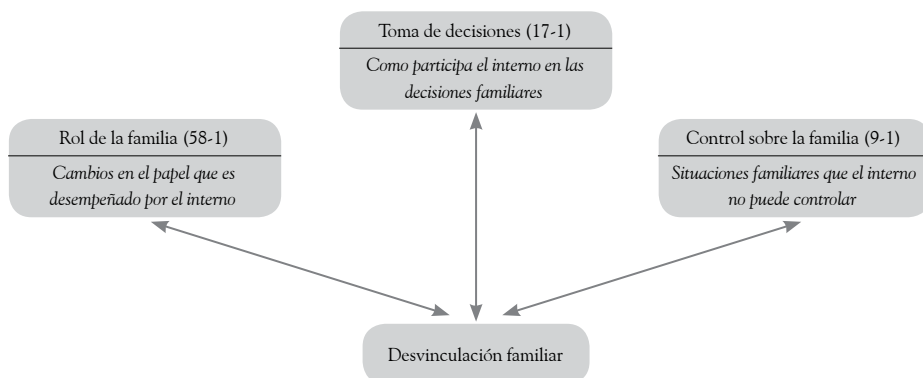 Toma de decisiones (17-1)
Como participa el interno en las
decisiones familiares
Rol de la familia (58-1)
Cambios en el papel que es
desempeñado por el interno
Control sobre la familia (9-1)
Situaciones familiares que el interno
no puede controlar
Desvinculación familiar